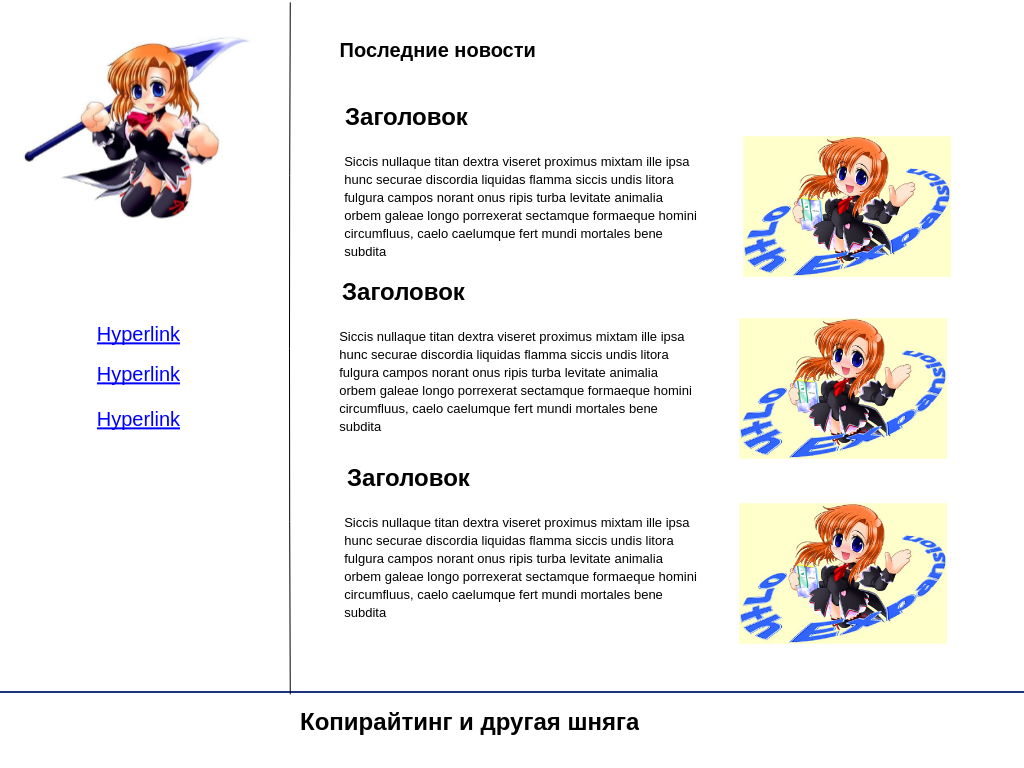 Последние новости
Hyperlink
Hyperlink
Hyperlink
Заголовок
Siccis nullaque titan dextra viseret proximus mixtam ille ipsa
hunc securae discordia liquidas flamma siccis undis litora
fulgura campos norant onus ripis turba levitate animalia
orbem galeae longo porrexerat sectamque formaeque homini
circumfluus, caelo caelumque fert mundi mortales bene
subdita
Заголовок
Siccis nullaque titan dextra viseret proximus mixtam ille ipsa
hunc securae discordia liquidas flamma siccis undis litora
fulgura campos norant onus ripis turba levitate animalia
orbem galeae longo porrexerat sectamque formaeque homini
circumfluus, caelo caelumque fert mundi mortales bene
subdita
Заголовок
Siccis nullaque titan dextra viseret proximus mixtam ille ipsa
hunc securae discordia liquidas flamma siccis undis litora
fulgura campos norant onus ripis turba levitate animalia
orbem galeae longo porrexerat sectamque formaeque homini
circumfluus, caelo caelumque fert mundi mortales bene
subdita
Копирайтинг и другая шняга